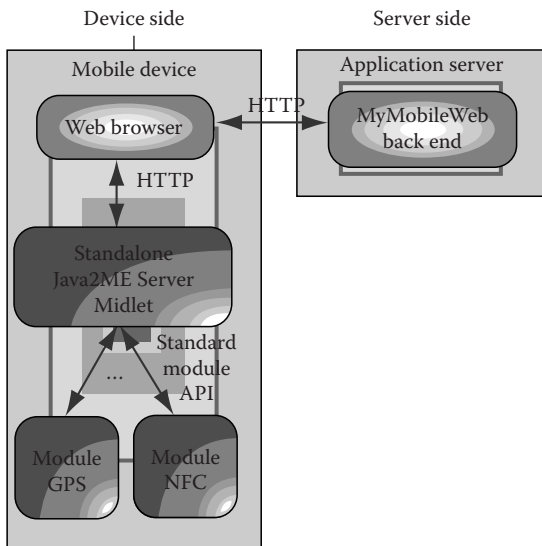 Device side
Server side
Mobile device
Application server
Web browser
HTTP
MyMobileWeb
back end
HTTP
Standalone
Java2ME Server
Midlet
Standard
module
API
...
Module
GPS
Module
NFC